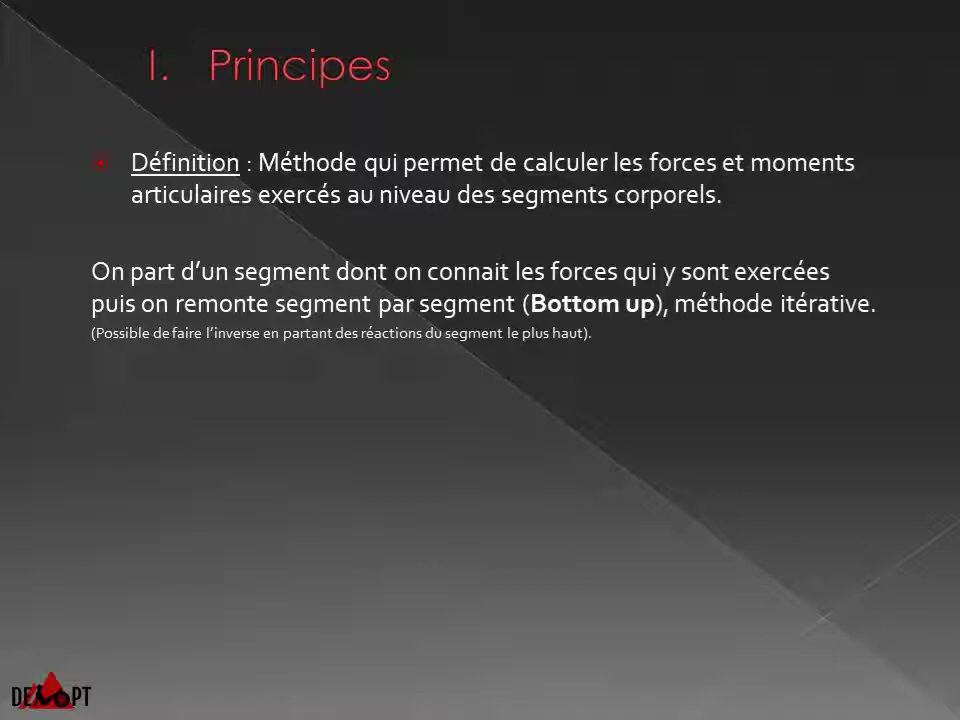 I. Principes
Définition : Méthode qui permet de calculer les forces et moments
articulaires exercés au niveau des segments corporels.
On part d’un segment dont on connait les forces qui y sont exercées
puis on remonte segment par segment (Bottom up), méthode itérative.
(Possible de faire l’inverse en partant des réactions du segment le plus haut).